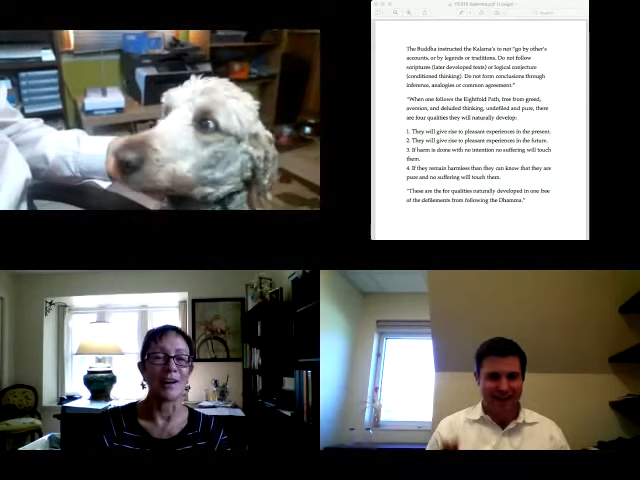 The Buddha instructed the Kalama's to not "go by other's
accounts, or by legends or traditions. Do not follow
scriptures (later developed texts) or logical conjecture
(conditioned thinking). Do not form conclusions through
inference, analogies or common agreement."
"When one follows the Eightfold Path, free from greed,
aversion, and deluded thinking, undefiled and pure, there
are four qualities they will naturally develop:
1. They will give rise to pleasant experiences in the present.
2. They will give rise to pleasant experiences in the future.
3. If harm is done with no intention no suffering will touch
them.
4. If they remain harmless than they can know that they are
pure and no suffering will touch them.
"These are the for qualities naturally developed in one free
of the defilements from following the Dhamma."